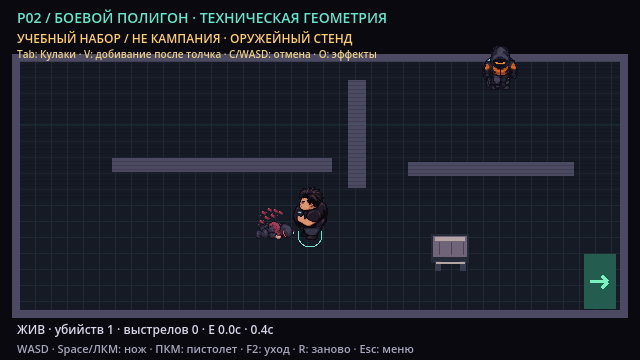 P02 / БОЕВОЙ ПОЛИГОН · ТЕХНИЧЕСКАЯ ГЕОМЕТРИЯ
УЧЕБНЫЙ НАБОР / НЕ КАМПАНИЯ · ОРУЖЕЙНЫЙ СТЕНД
Tab: Кулаки · V: добивание после толчка · C/WASD: отмена · O: эффекты
ЖИВ · убийств 1 · выстрелов 0 · E 0.0с · 0.4с
WASD · Space/ЛКМ: нож · ПКМ: пистолет · F2: уход · R: заново · Esc: меню